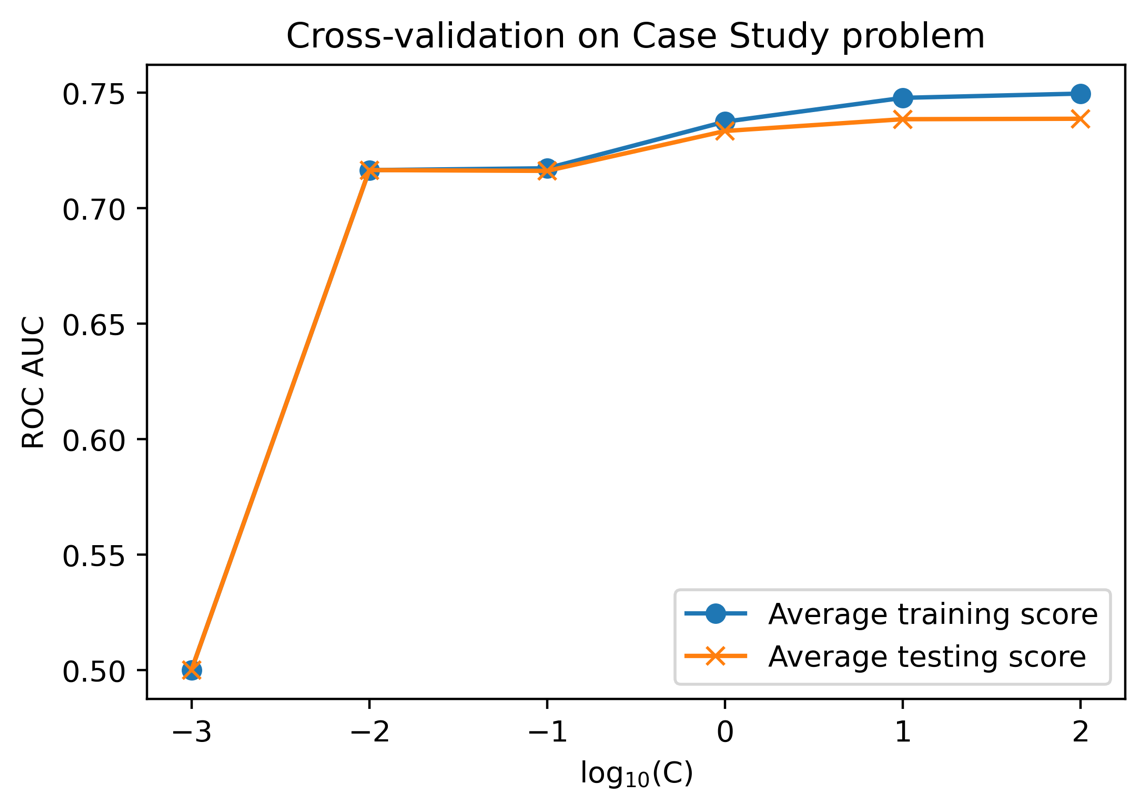 Cross-validation on Case Study problem
ROC AUC
0.75
0.70
0.65
0.60
0.55
0.50
Average training score
Average testing score
−3 −2 −1 0 1 2
log₁₀(C)